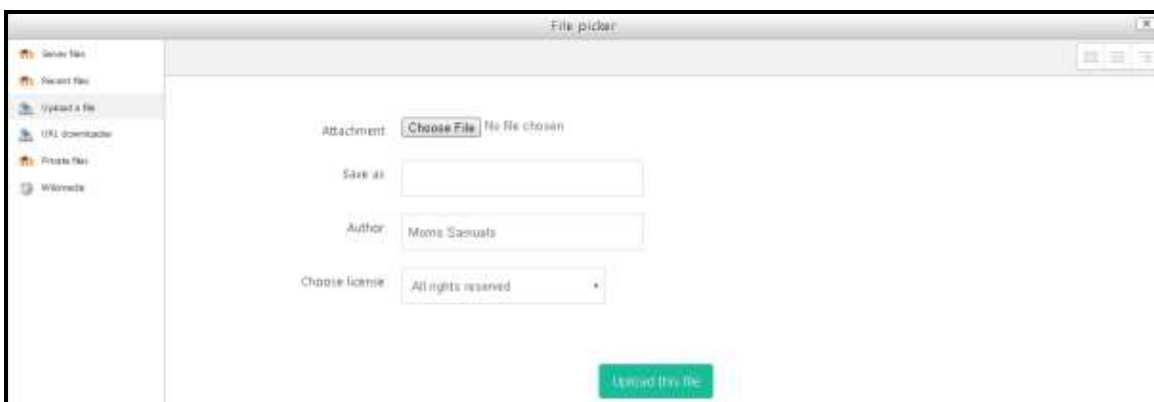 File picker
Server files
Recent files
Upload a file
URL downloader
Private files
Wikimedia
Attachment Choose File No file chosen
Save as
Author Morris Samuels
Choose license All rights reserved
Upload this file